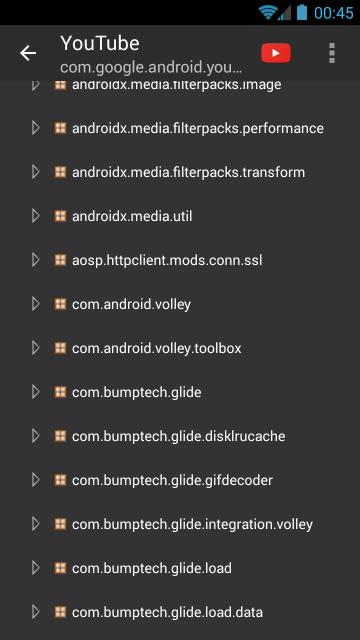 00:45
YouTube
com.google.android.you...
androidx.media.filterpacks.image
androidx.media.filterpacks.performance
androidx.media.filterpacks.transform
androidx.media.util
aosp.httpclient.mods.conn.ssl
com.android.volley
com.android.volley.toolbox
com.bumptech.glide
com.bumptech.glide.disklrucache
com.bumptech.glide.gifdecoder
com.bumptech.glide.integration.volley
com.bumptech.glide.load
com.bumptech.glide.load.data